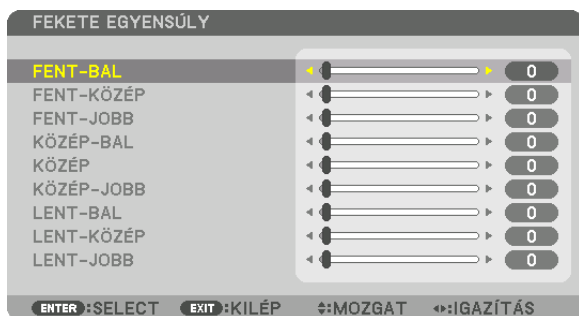 FEKETE EGYENSÚLY
FENT-BAL 0
FENT-KÖZÉP 0
FENT-JOBB 0
KÖZÉP-BAL 0
KÖZÉP 0
KÖZÉP-JOBB 0
LENT-BAL 0
LENT-KÖZÉP 0
LENT-JOBB 0
ENTER:SELECT EXIT:KILÉP :MOZGAT :IGAZÍTÁS